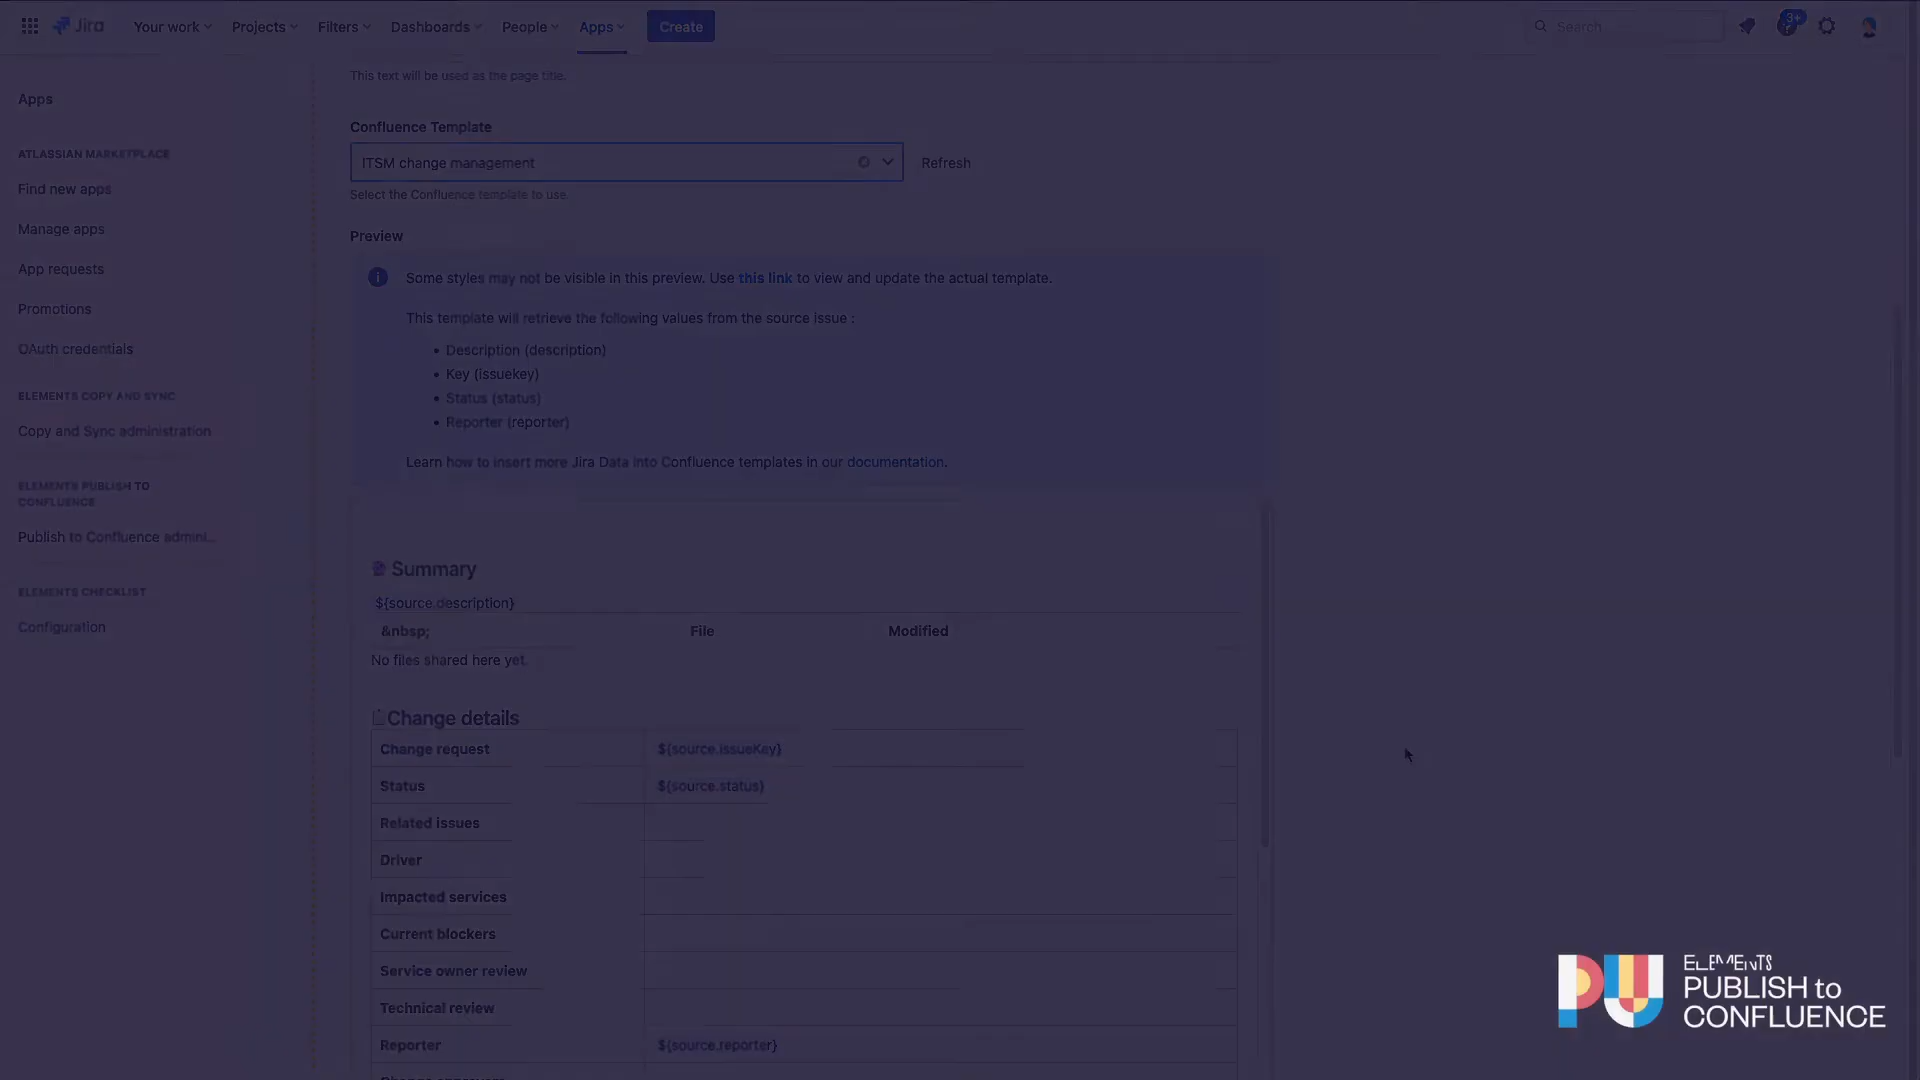 Jira
Your work
Projects
Filters
Dashboards
People
Apps
Create
Search
3+
This text will be used as the page title.
Apps
ATLASSIAN MARKETPLACE
Find new apps
Manage apps
App requests
Promotions
OAuth credentials
ELEMENTS COPY AND SYNC
Copy and Sync administration
ELEMENTS PUBLISH TO
CONFLUENCE
Publish to Confluence admini...
ELEMENTS CHECKLIST
Configuration
Confluence Template
ITSM change management
Refresh
Select the Confluence template to use.
Preview
Some styles may not be visible in this preview. Use this link to view and update the actual template.
This template will retrieve the following values from the source issue :
• Description (description)
• Key (issuekey)
• Status (status)
• Reporter (reporter)
Learn how to insert more Jira Data into Confluence templates in our documentation.
Summary
${source.description}
&nbsp; File Modified
No files shared here yet.
Change details
Change request ${source.issueKey}
Status ${source.status}
Related issues
Driver
Impacted services
Current blockers
Service owner review
Technical review
Reporter ${source.reporter}
PU
ELEMENTS
PUBLISH to
CONFLUENCE